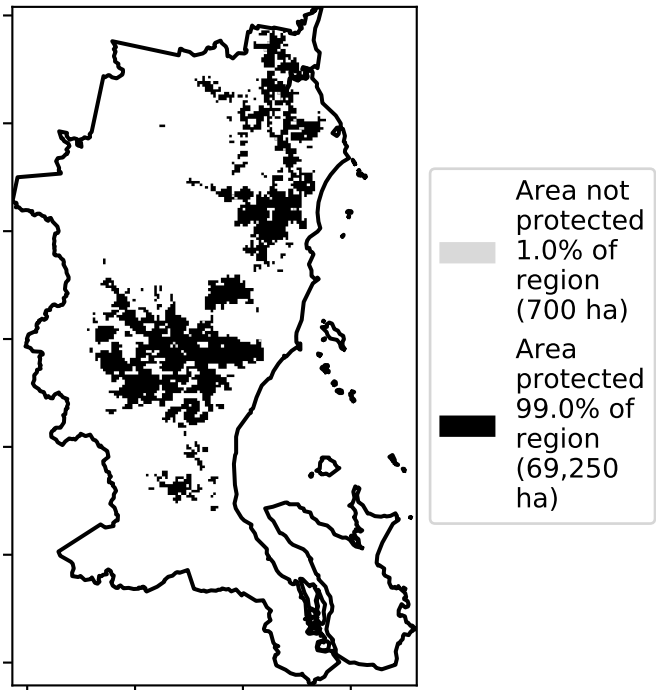 Area not
protected
1.0% of
region
(700 ha)
Area
protected
99.0% of
region
(69,250
ha)